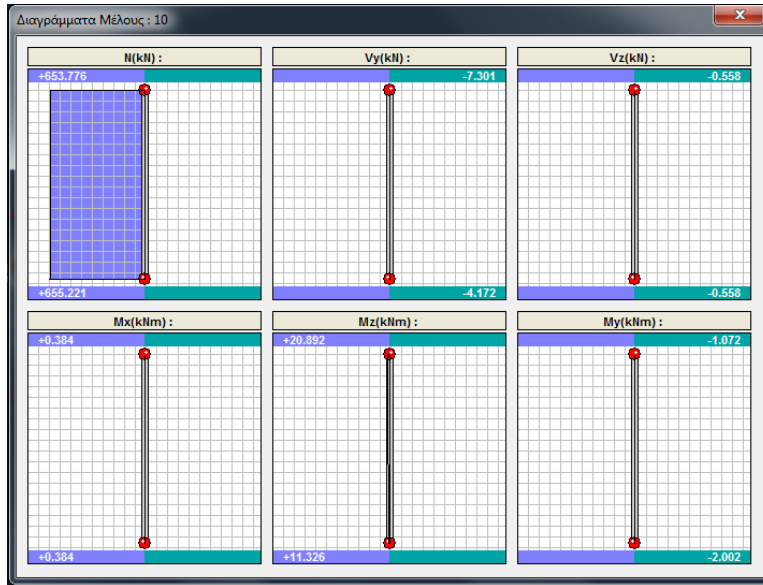 Διαγράμματα Μέλους : 10
N(kN) :
+653.776
+655.221
Vy(kN) :
-7.301
-4.172
Vz(kN) :
-0.558
-0.558
Mx(kNm) :
+0.384
+0.384
Mz(kNm) :
+20.892
+11.326
My(kNm) :
-1.072
-2.002